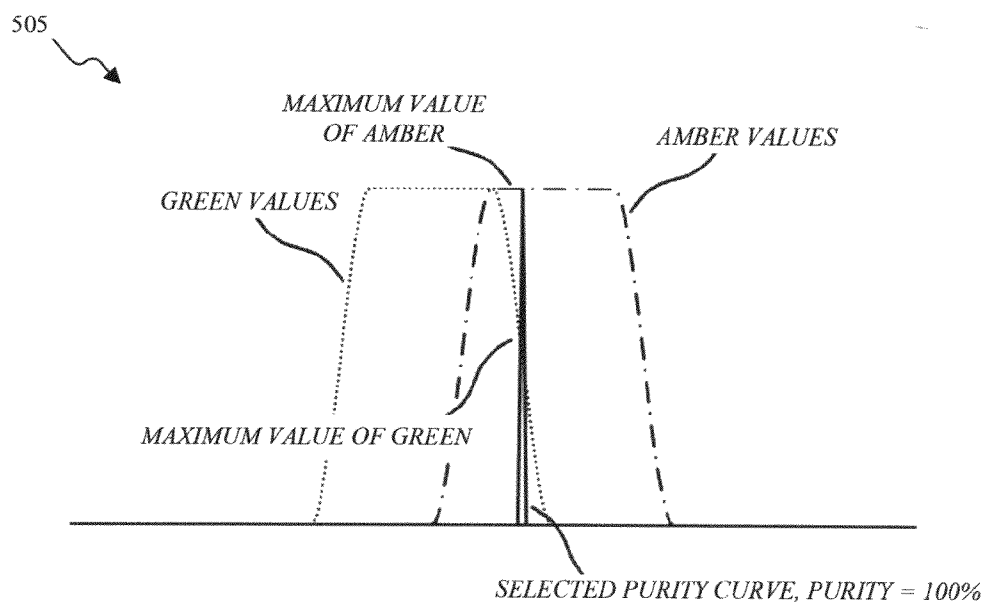 505
MAXIMUM VALUE
OF AMBER
AMBER VALUES
GREEN VALUES
MAXIMUM VALUE OF GREEN
SELECTED PURITY CURVE, PURITY = 100%